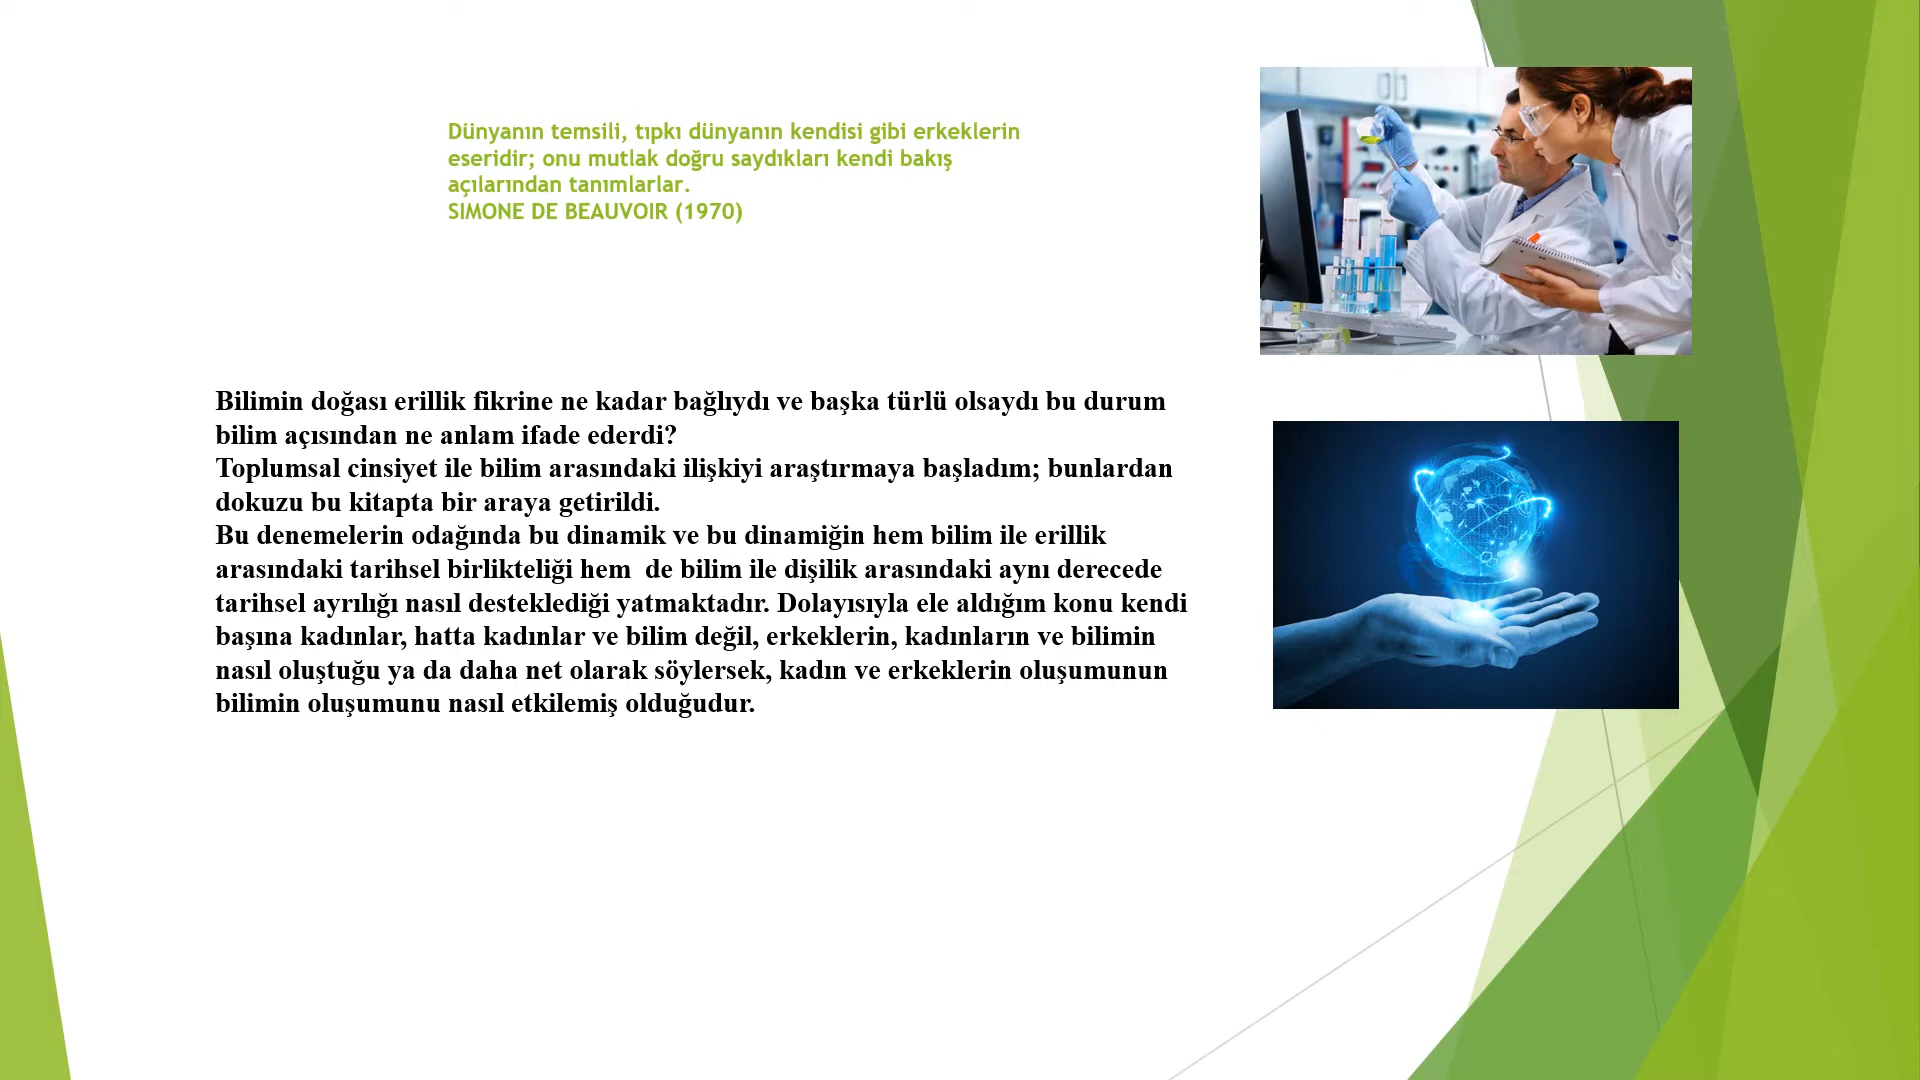 Dünyanın temsili, tıpkı dünyanın kendisi gibi erkeklerin
eseridir; onu mutlak doğru saydıkları kendi bakış
açılarından tanımlarlar.
SIMONE DE BEAUVOIR (1970)
Bilimin doğası erillik fikrine ne kadar bağlıydı ve başka türlü olsaydı bu durum
bilim açısından ne anlam ifade ederdi?
Toplumsal cinsiyet ile bilim arasındaki ilişkiyi araştırmaya başladım; bunlardan
dokuzu bu kitapta bir araya getirildi.
Bu denemelerin odağında bu dinamik ve bu dinamiğin hem bilim ile erillik
arasındaki tarihsel birlikteliği hem  de bilim ile dişilik arasındaki aynı derecede
tarihsel ayrılığı nasıl desteklediği yatmaktadır. Dolayısıyla ele aldığım konu kendi
başına kadınlar, hatta kadınlar ve bilim değil, erkeklerin, kadınların ve bilimin
nasıl oluştuğu ya da daha net olarak söylersek, kadın ve erkeklerin oluşumunun
bilimin oluşumunu nasıl etkilemiş olduğudur.